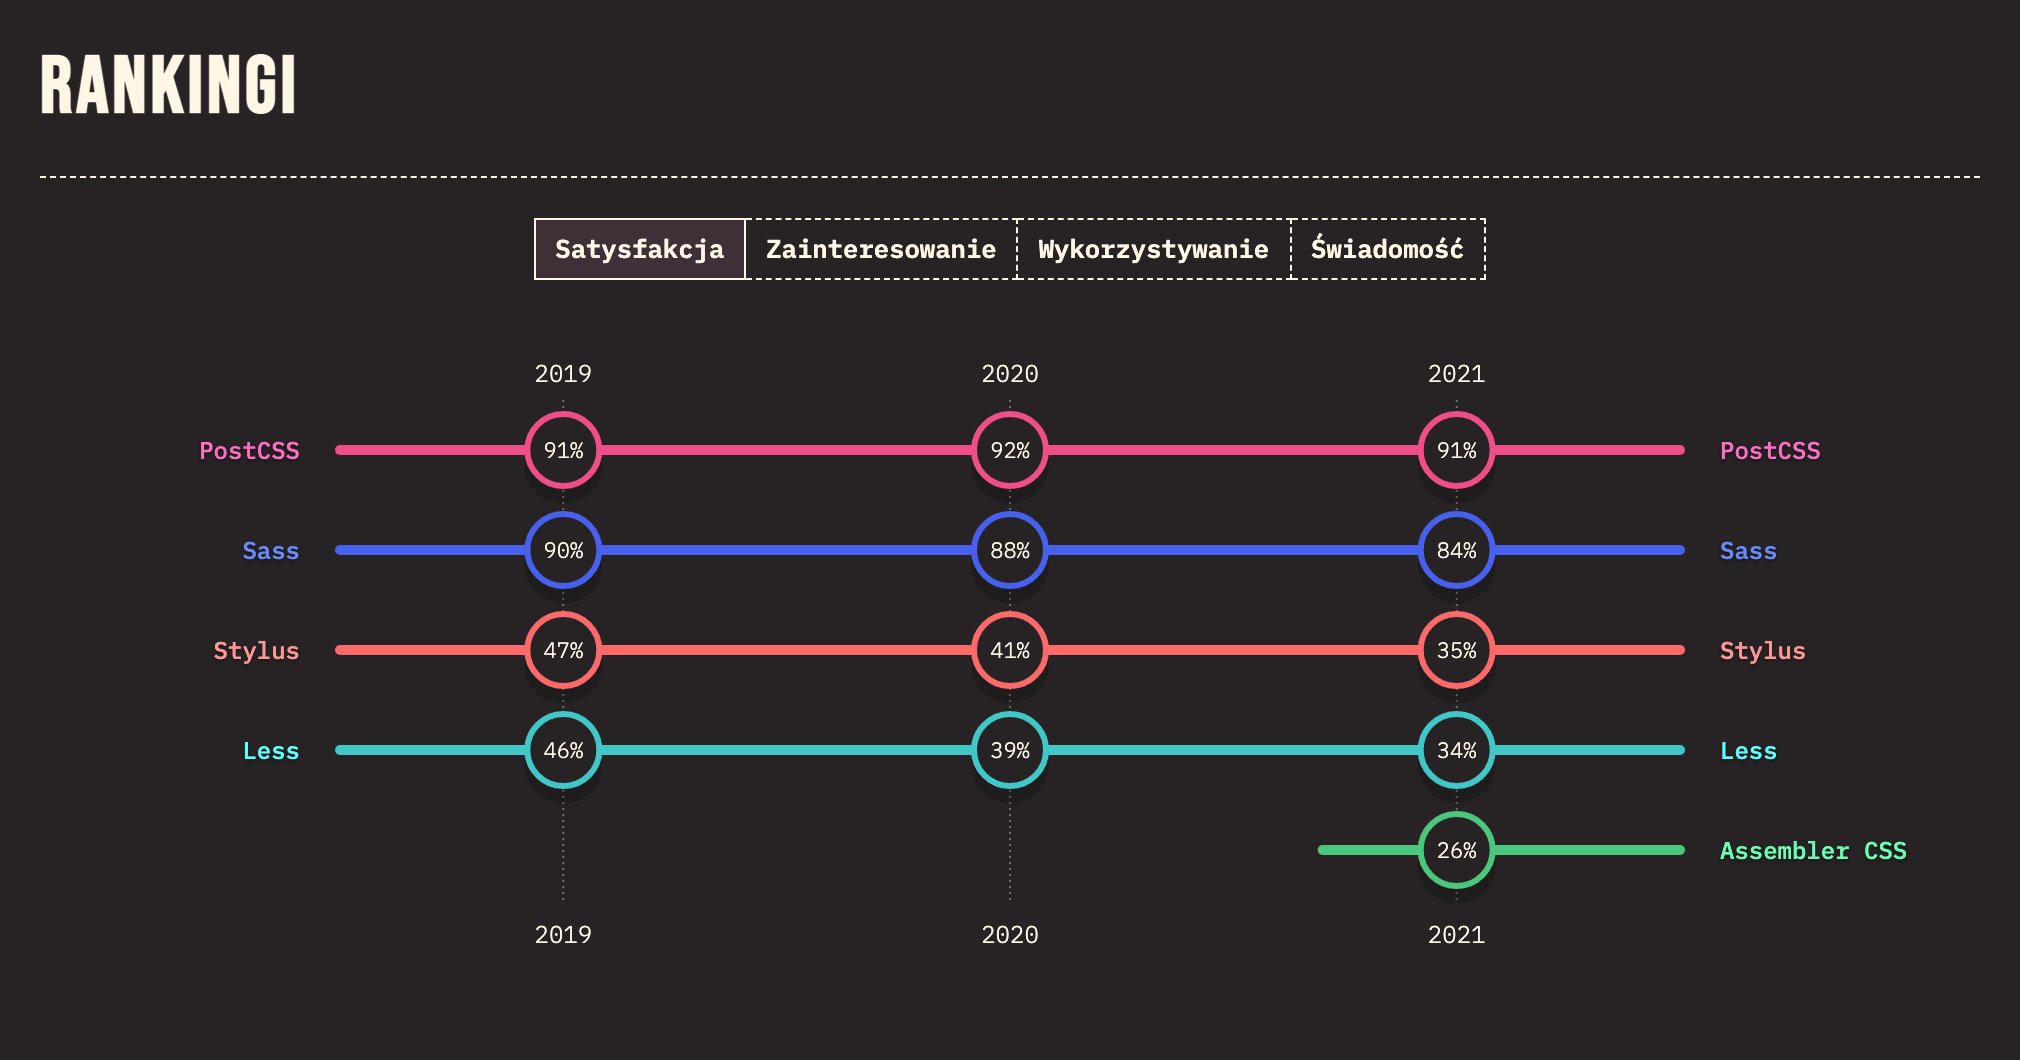 RANKINGI
Satysfakcja Zainteresowanie Wykorzystywanie Świadomość
2019 2020 2021
PostCSS 91% 92% 91% PostCSS
Sass 90% 88% 84% Sass
Stylus 47% 41% 35% Stylus
Less 46% 39% 34% Less
26% Assembler CSS
2019 2020 2021